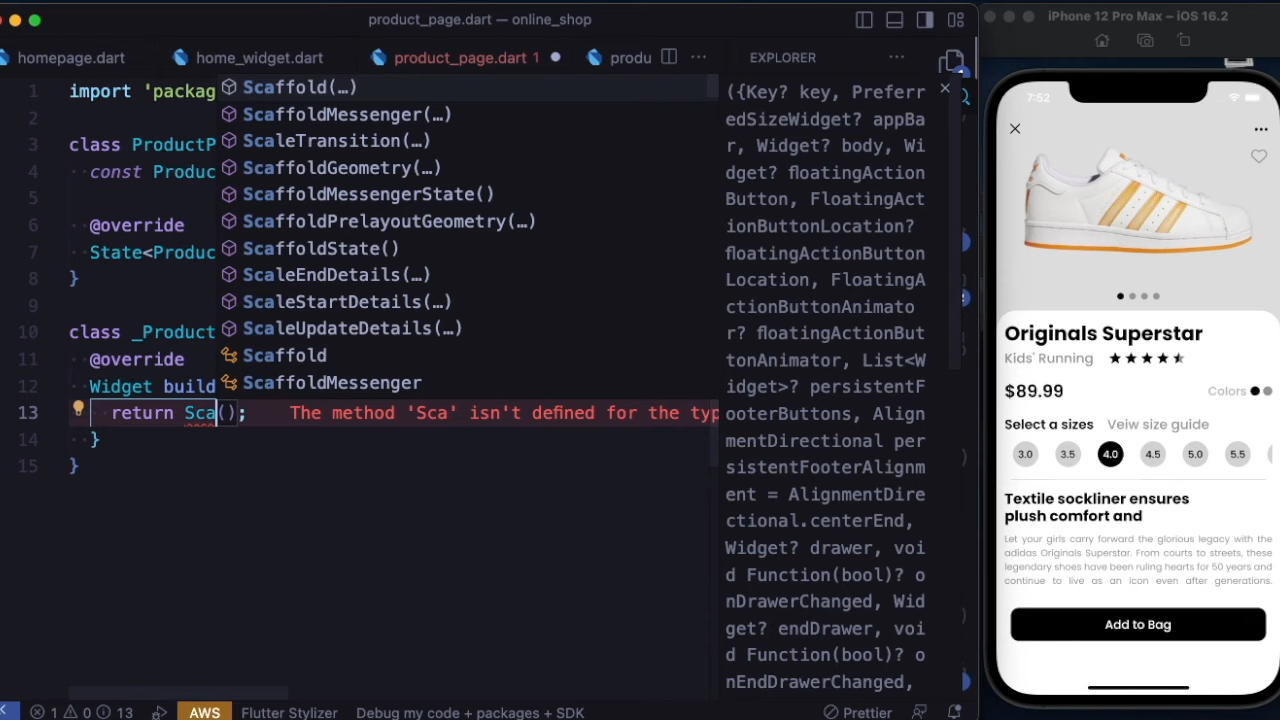 product_page.dart — online_shop
homepage.dart
home_widget.dart
product_page.dart 1
produ
EXPLORER
1 import 'packag
2
3 class ProductP
4 const Produc
5
6 @override
7 State<Produc
8 }
9
10 class _Product
11 @override
12 Widget build
13 return Sca(); The method 'Sca' isn't defined for the typ
14 }
15 }
Scaffold(…)
ScaffoldMessenger(…)
ScaleTransition(…)
ScaffoldGeometry(…)
ScaffoldMessengerState()
ScaffoldPrelayoutGeometry(…)
ScaffoldState()
ScaleEndDetails(…)
ScaleStartDetails(…)
ScaleUpdateDetails(…)
Scaffold
ScaffoldMessenger
({Key? key, Preferr
edSizeWidget? appBa
r, Widget? body, Wi
dget? floatingAction
Button, FloatingAct
ionButtonLocation?
floatingActionButton
Location, FloatingA
ctionButtonAnimato
r? floatingActionBut
tonAnimator, List<W
idget>? persistentF
ooterButtons, Align
mentDirectional per
sistentFooterAlignm
ent = AlignmentDire
ctional.centerEnd,
Widget? drawer, voi
d Function(bool)? o
nDrawerChanged, Wid
get? endDrawer, voi
d Function(bool)? o
nEndDrawerChanged,
1 0 13
AWS
Flutter Stylizer
Debug my code + packages + SDK
Prettier
iPhone 12 Pro Max – iOS 16.2
7:52
Originals Superstar
Kids' Running
$89.99
Colors
Select a sizes Veiw size guide
3.0 3.5 4.0 4.5 5.0 5.5
Textile sockliner ensures
plush comfort and
Let your girls carry forward the glorious legacy with the
adidas Originals Superstar. From courts to streets, these
legendary shoes have been ruling hearts for 50 years and
continue to live as an icon even after generations.
Add to Bag